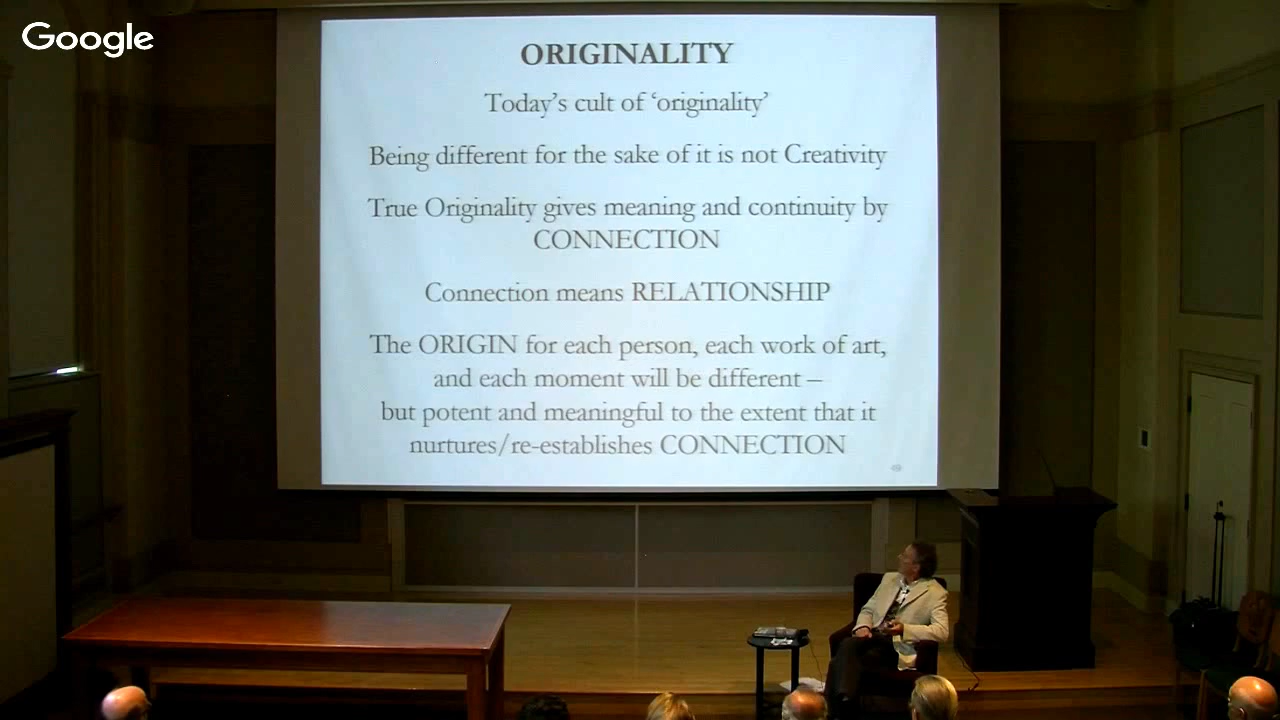 Google
ORIGINALITY
Today's cult of 'originality'
Being different for the sake of it is not Creativity
True Originality gives meaning and continuity by
CONNECTION
Connection means RELATIONSHIP
The ORIGIN for each person, each work of art,
and each moment will be different –
but potent and meaningful to the extent that it
nurtures/re-establishes CONNECTION